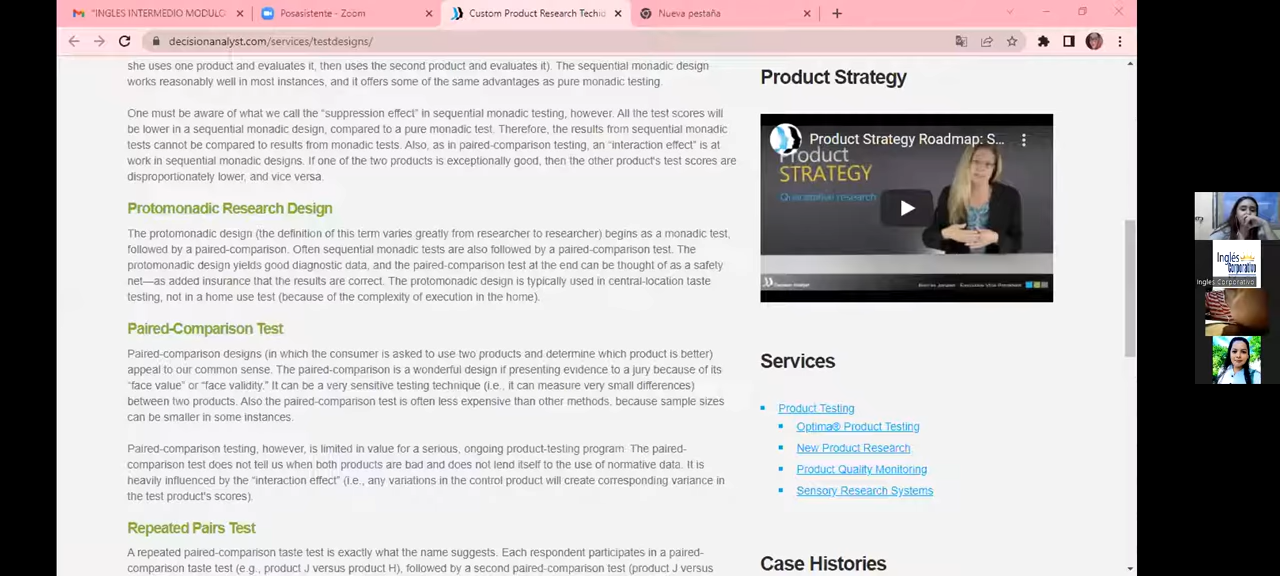 "INGLES INTERMEDIO MODULO
Posasistente - Zoom
Custom Product Research Techni
Nueva pestaña
decisionanalyst.com/services/testdesigns/
she uses one product and evaluates it, then uses the second product and evaluates it). The sequential monadic design
works reasonably well in most instances, and it offers some of the same advantages as pure monadic testing.
One must be aware of what we call the "suppression effect" in sequential monadic testing, however. All the test scores will
be lower in a sequential monadic design, compared to a pure monadic test. Therefore, the results from sequential monadic
tests cannot be compared to results from monadic tests. Also, as in paired-comparison testing, an "interaction effect" is at
work in sequential monadic designs. If one of the two products is exceptionally good, then the other product's test scores are
disproportionately lower, and vice versa.
Protomonadic Research Design
The protomonadic design (the definition of this term varies greatly from researcher to researcher) begins as a monadic test,
followed by a paired-comparison. Often sequential monadic tests are also followed by a paired-comparison test. The
protomonadic design yields good diagnostic data, and the paired-comparison test at the end can be thought of as a safety
net—as added insurance that the results are correct. The protomonadic design is typically used in central-location taste
testing, not in a home use test (because of the complexity of execution in the home).
Paired-Comparison Test
Paired-comparison designs (in which the consumer is asked to use two products and determine which product is better)
appeal to our common sense. The paired-comparison is a wonderful design if presenting evidence to a jury because of its
"face value" or "face validity." It can be a very sensitive testing technique (i.e., it can measure very small differences)
between two products. Also the paired-comparison test is often less expensive than other methods, because sample sizes
can be smaller in some instances.
Paired-comparison testing, however, is limited in value for a serious, ongoing product-testing program. The paired-
comparison test does not tell us when both products are bad and does not lend itself to the use of normative data. It is
heavily influenced by the "interaction effect" (i.e., any variations in the control product will create corresponding variance in
the test product's scores).
Repeated Pairs Test
A repeated paired-comparison taste test is exactly what the name suggests. Each respondent participates in a paired-
comparison taste test (e.g., product J versus product H), followed by a second paired-comparison test (product J versus
Product Strategy
Product Strategy Roadmap: S...
Product
STRATEGY
Quantitative research
Services
Product Testing
Optima® Product Testing
New Product Research
Product Quality Monitoring
Sensory Research Systems
Case Histories
Inglés
Corporativo
Inglés Corporativo